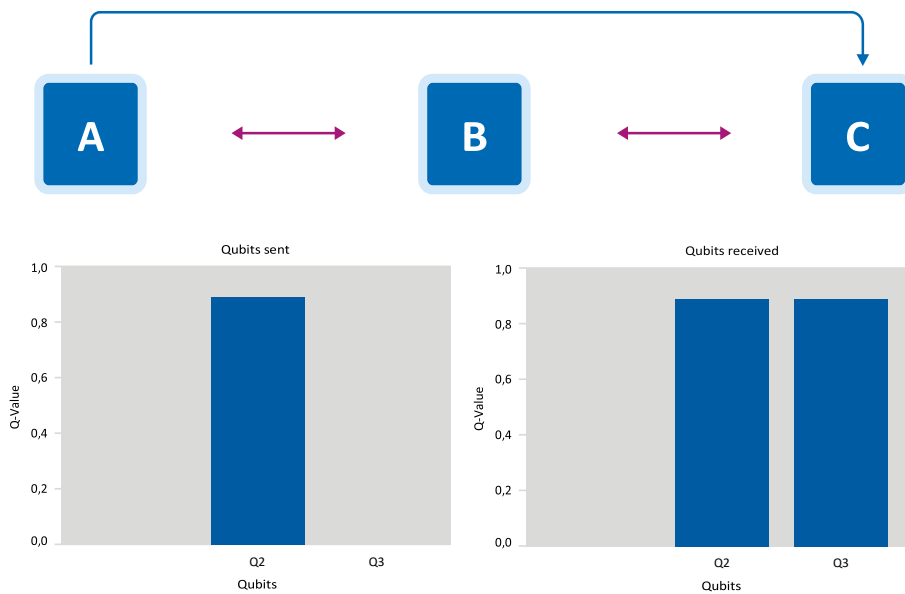 A
B
C
Qubits sent
1,0
0,8
0,6
0,4
0,2
0,0
Q-Value
Q2
Q3
Qubits
Qubits received
1,0
0,8
0,6
0,4
0,2
0,0
Q-Value
Q2
Q3
Qubits